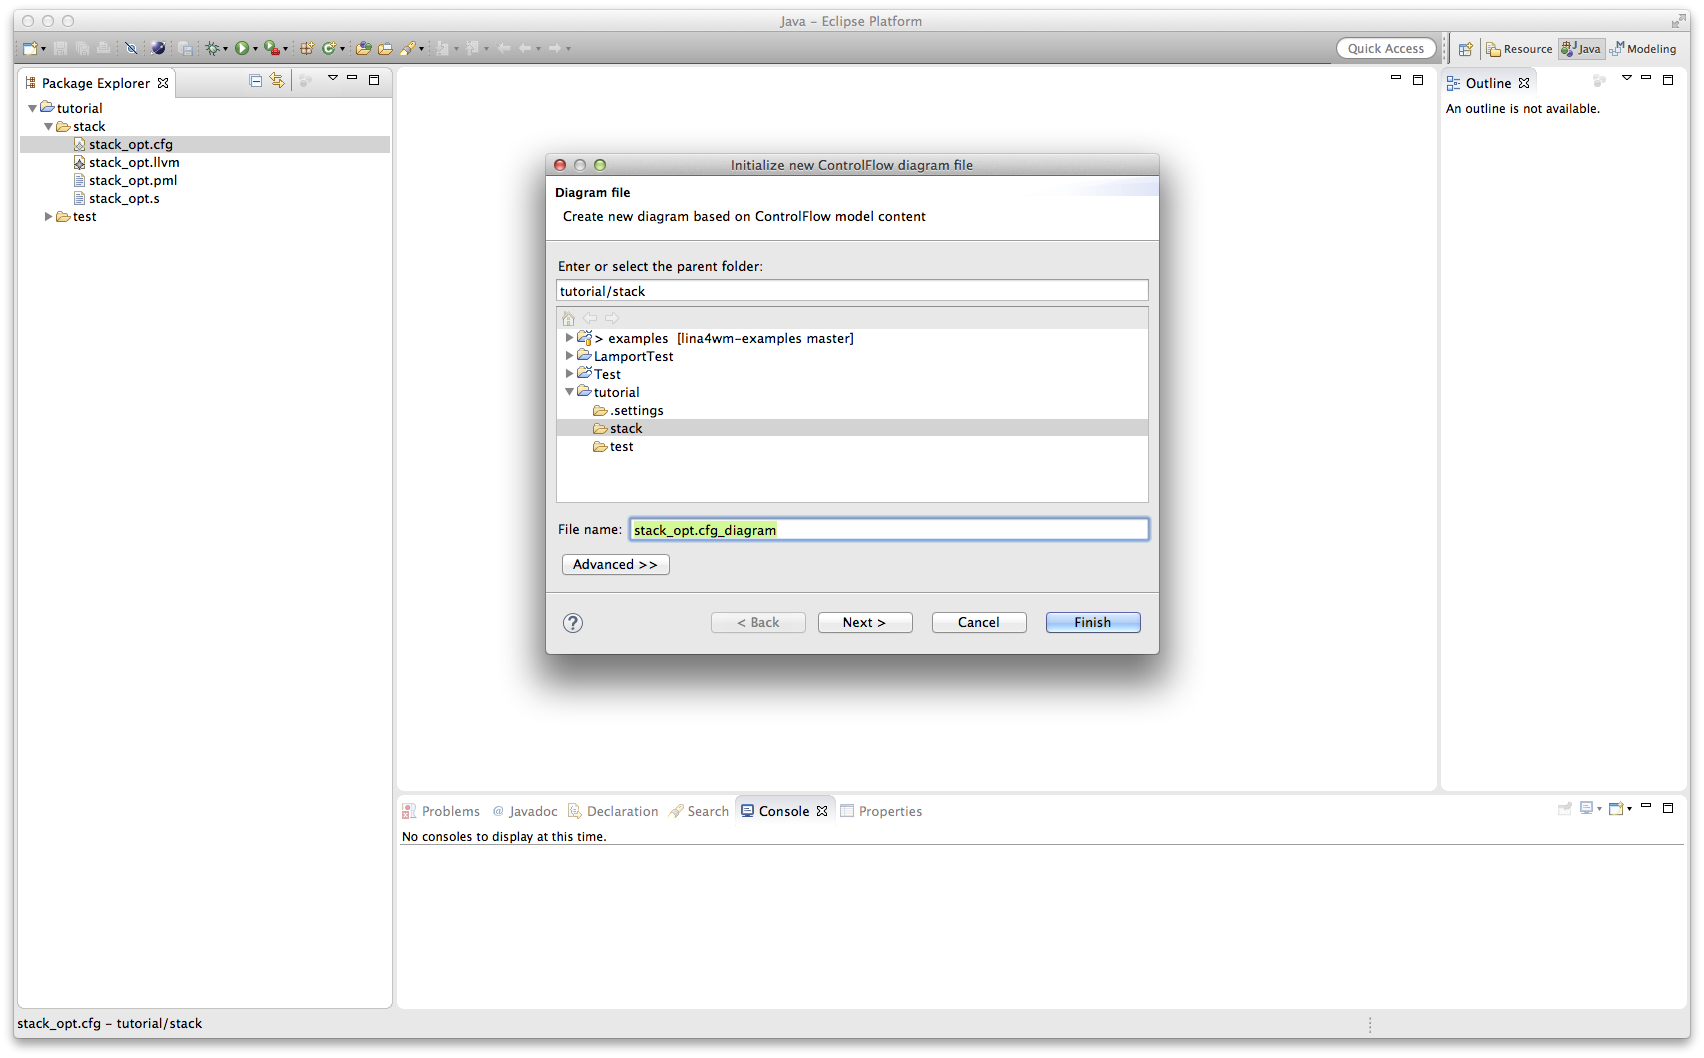 Java – Eclipse Platform
Quick Access
Resource
Java
Modeling
Package Explorer
tutorial
stack
stack_opt.cfg
stack_opt.llvm
stack_opt.pml
stack_opt.s
test
Outline
An outline is not available.
Initialize new ControlFlow diagram file
Diagram file
Create new diagram based on ControlFlow model content
Enter or select the parent folder:
tutorial/stack
> examples [lina4wm-examples master]
LamportTest
Test
tutorial
.settings
stack
test
File name: stack_opt.cfg_diagram
Advanced >>
? < Back Next > Cancel Finish
Problems @ Javadoc Declaration Search Console Properties
No consoles to display at this time.
stack_opt.cfg – tutorial/stack